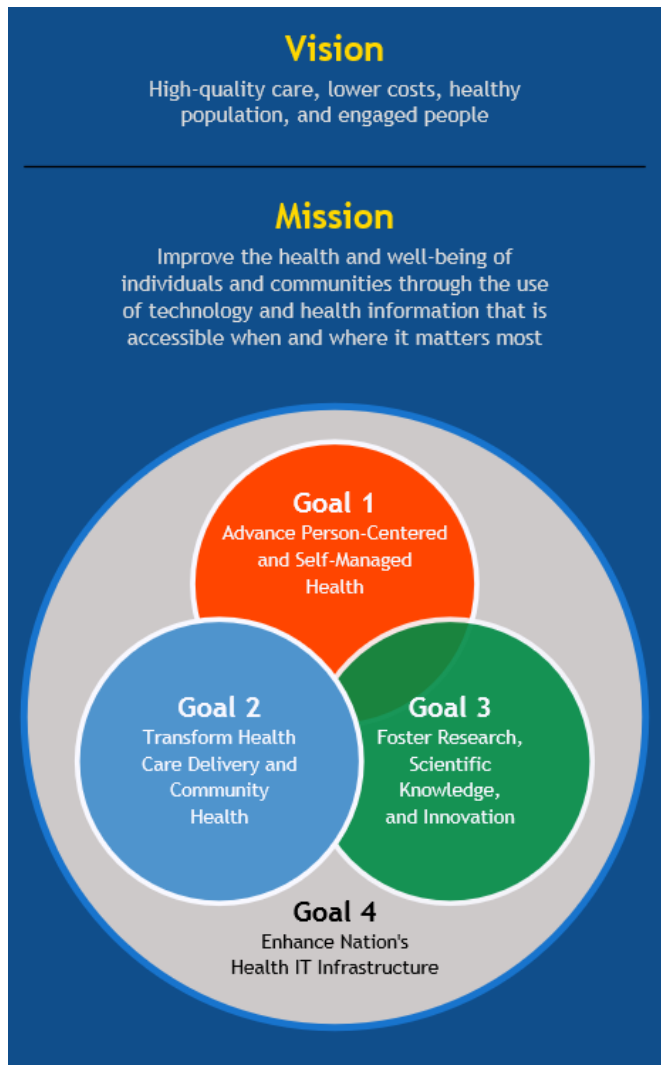 Vision
High-quality care, lower costs, healthy
population, and engaged people
Mission
Improve the health and well-being of
individuals and communities through the use
of technology and health information that is
accessible when and where it matters most
Goal 1
Advance Person-Centered
and Self-Managed
Health
Goal 2
Transform Health
Care Delivery and
Community
Health
Goal 3
Foster Research,
Scientific
Knowledge,
and Innovation
Goal 4
Enhance Nation's
Health IT Infrastructure